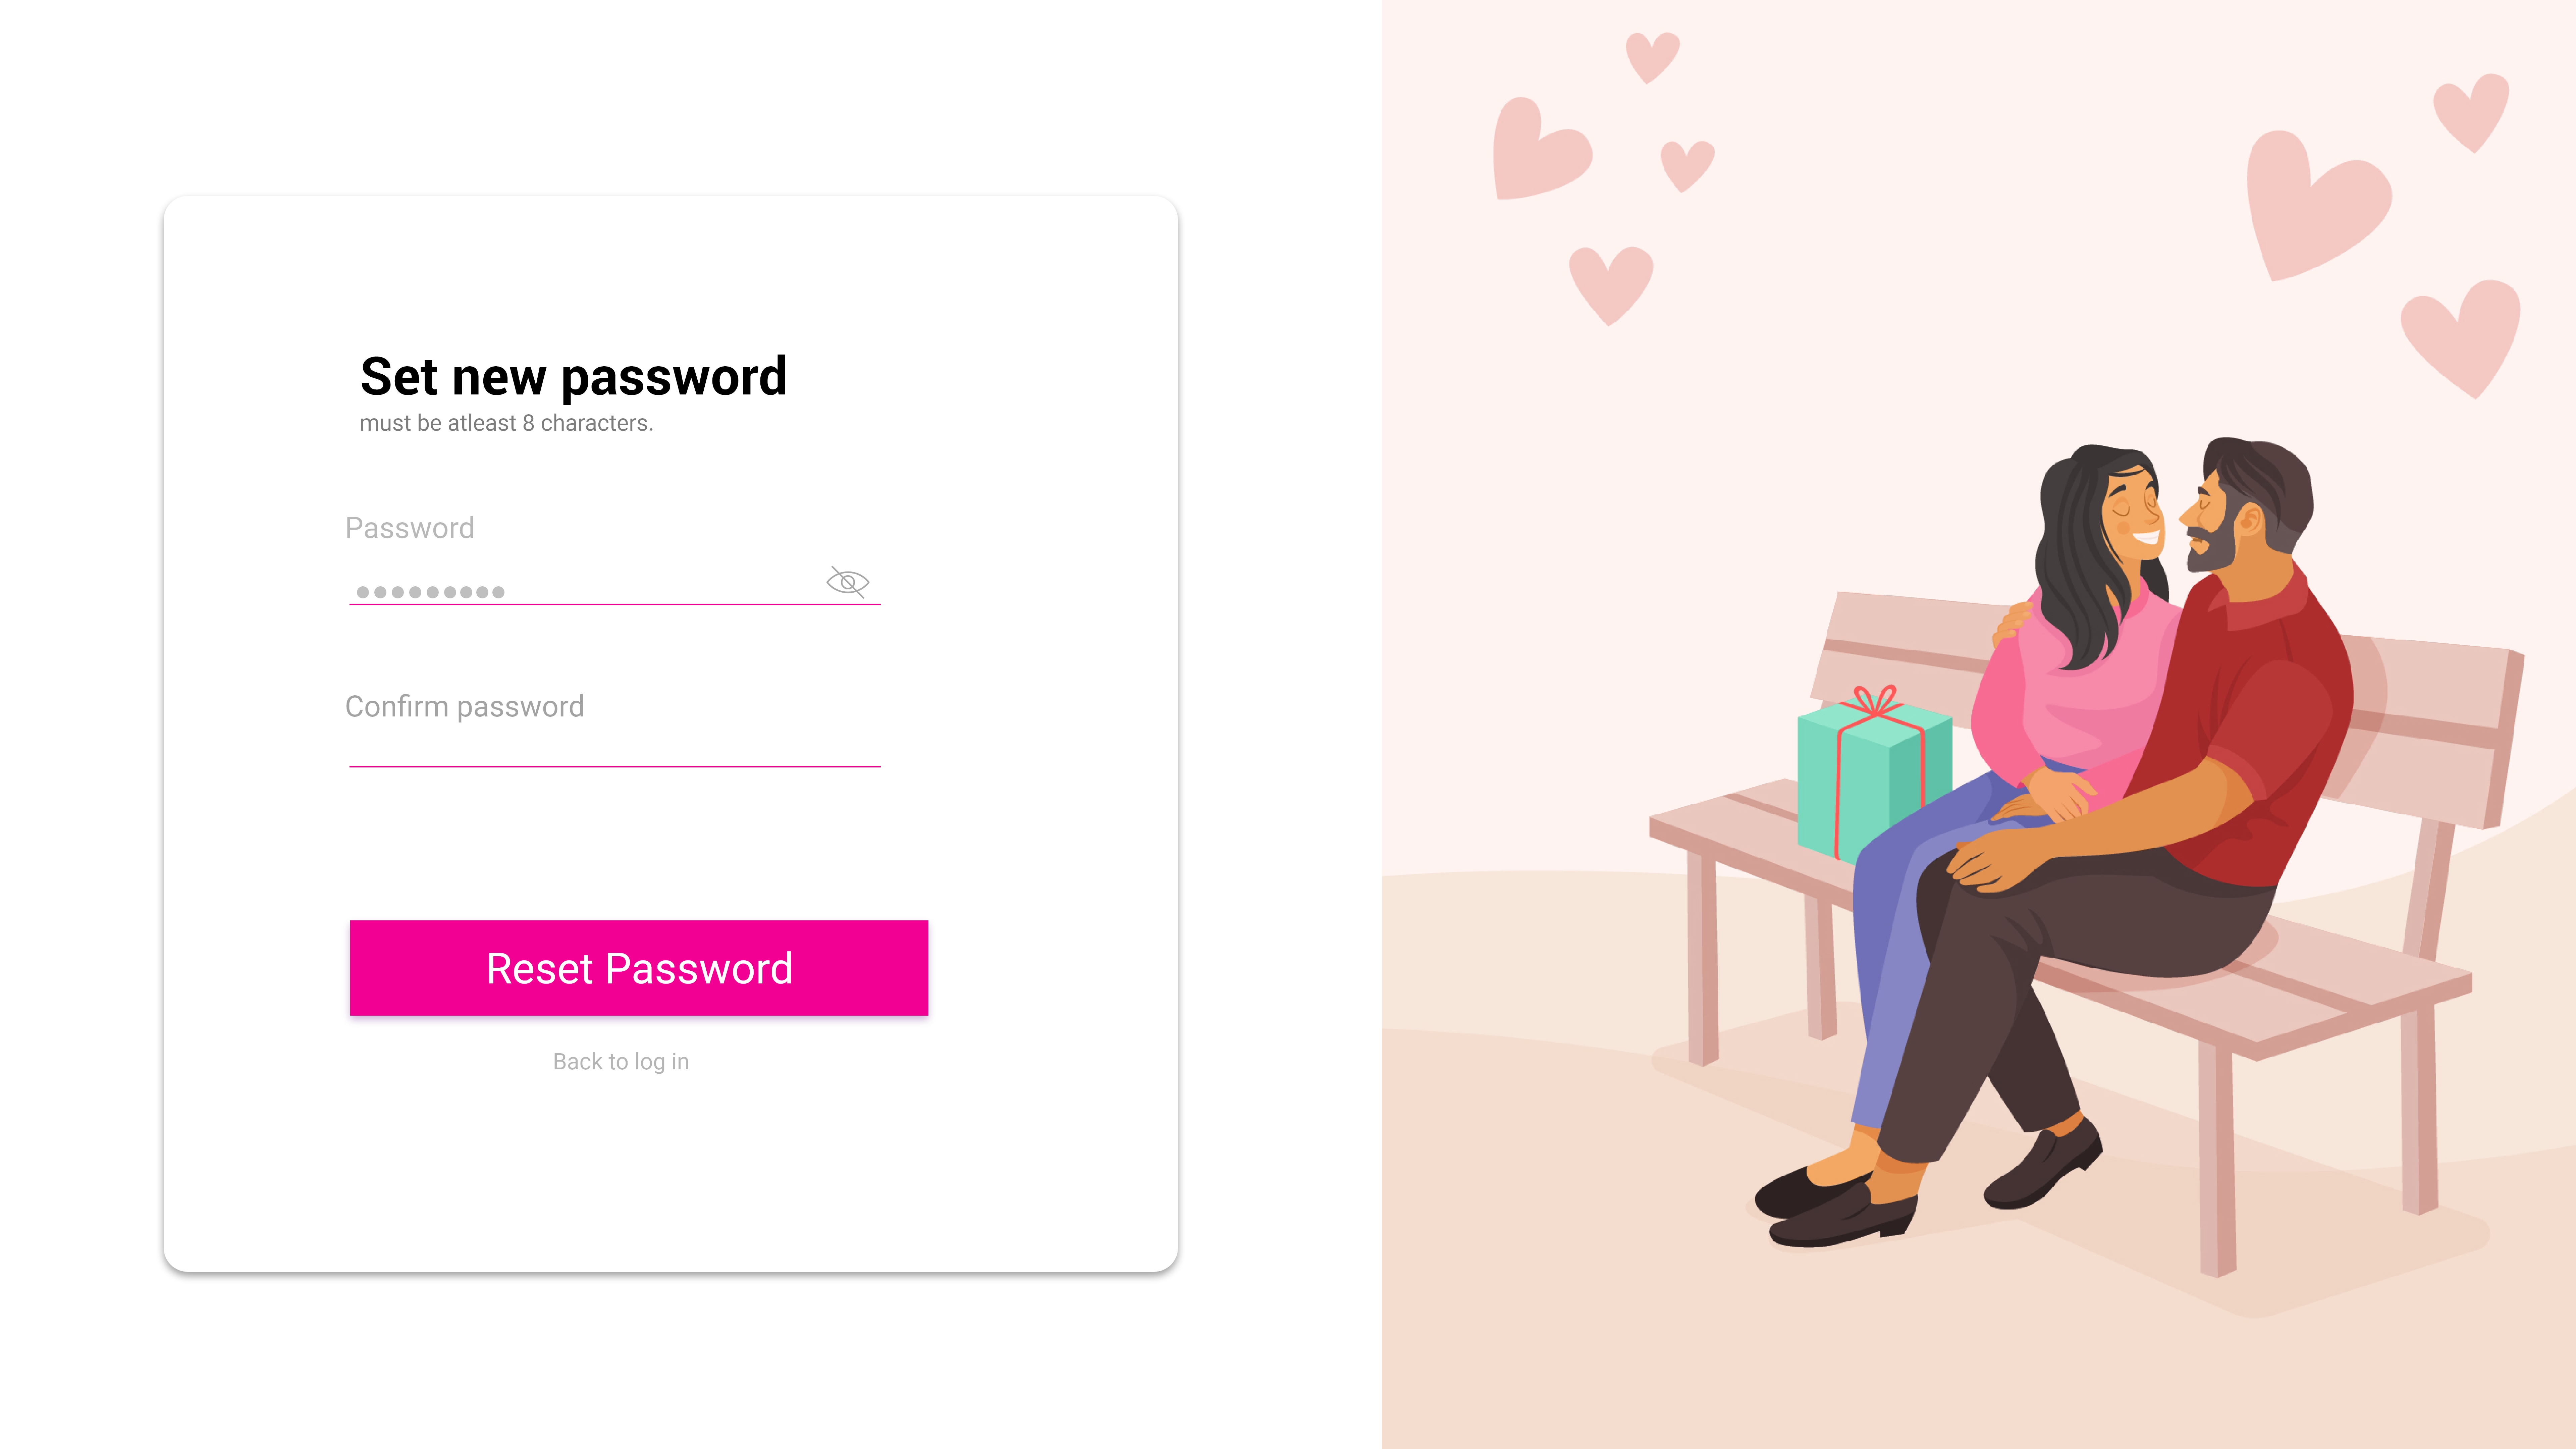 Set new password
must be atleast 8 characters.
Password
Confirm password
Reset Password
Back to log in